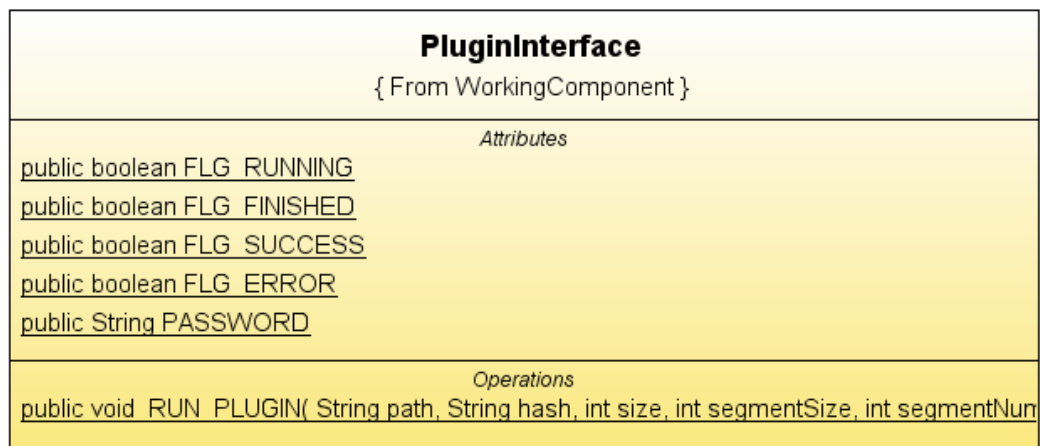 PluginInterface
{ From WorkingComponent }
Attributes
public boolean FLG_RUNNING
public boolean FLG_FINISHED
public boolean FLG_SUCCESS
public boolean FLG_ERROR
public String PASSWORD
Operations
public void RUN_PLUGIN( String path, String hash, int size, int segmentSize, int